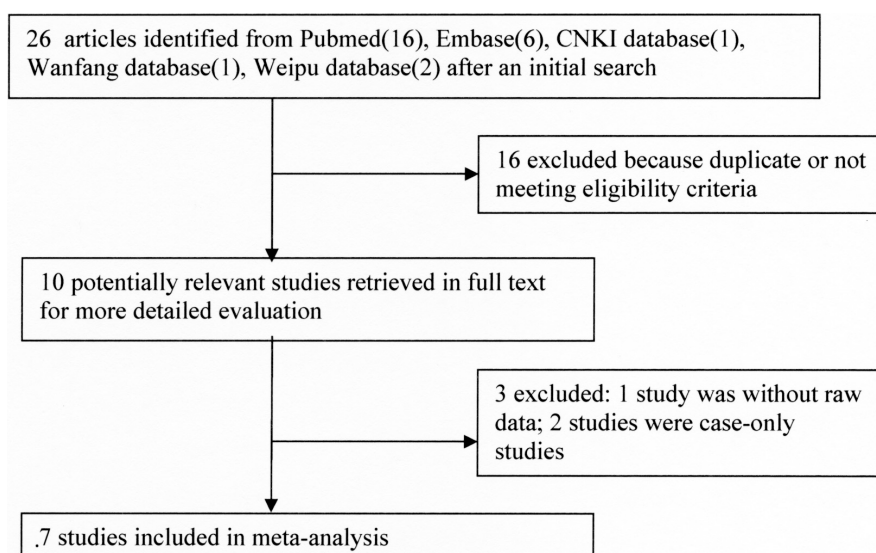 26 articles identified from Pubmed(16), Embase(6), CNKI database(1),
Wanfang database(1), Weipu database(2) after an initial search
16 excluded because duplicate or not
meeting eligibility criteria
10 potentially relevant studies retrieved in full text
for more detailed evaluation
3 excluded: 1 study was without raw
data; 2 studies were case-only
studies
.7 studies included in meta-analysis